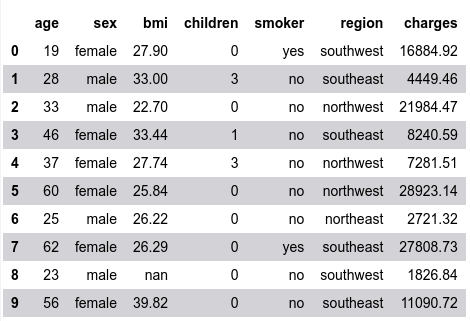 age sex bmi children smoker region charges
0 19 female 27.90 0 yes southwest 16884.92
1 28 male 33.00 3 no southeast 4449.46
2 33 male 22.70 0 no northwest 21984.47
3 46 female 33.44 1 no southeast 8240.59
4 37 female 27.74 3 no northwest 7281.51
5 60 female 25.84 0 no northwest 28923.14
6 25 male 26.22 0 no northeast 2721.32
7 62 female 26.29 0 yes southeast 27808.73
8 23 male nan 0 no southwest 1826.84
9 56 female 39.82 0 no southeast 11090.72